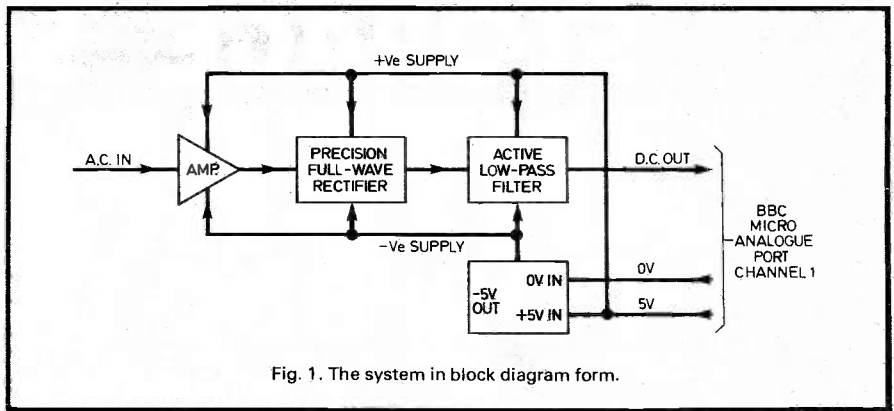 +Ve SUPPLY
A.C. IN
AMP.
PRECISION
FULL-WAVE
RECTIFIER
ACTIVE
LOW-PASS
FILTER
D.C. OUT
BBC
MICRO
ANALOGUE
PORT
CHANNEL 1
-Ve SUPPLY
-5V
OUT
0V IN
+5V IN
0V
5V
Fig. 1. The system in block diagram form.